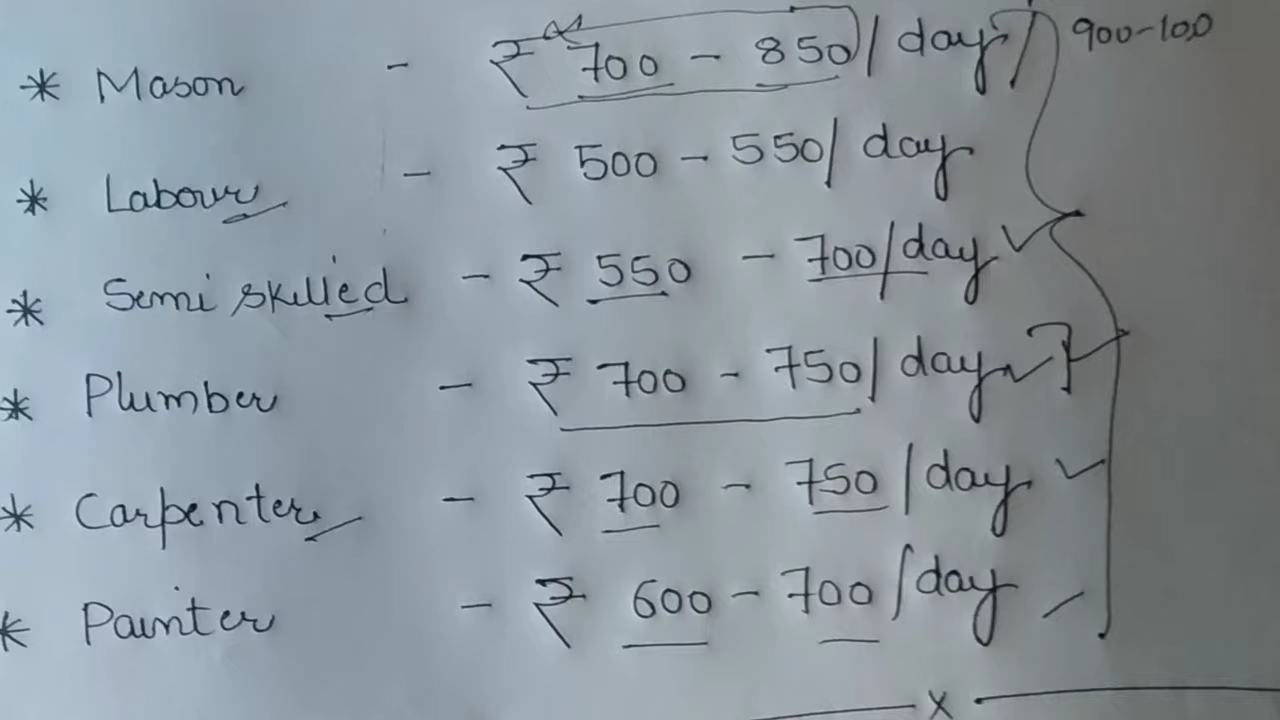 * Mason - ₹ 700 - 850/ day 900-100
* Labour - ₹ 500 - 550/ day
* Semi skilled - ₹ 550 - 700/day
* Plumber - ₹ 700 - 750/ day
* Carpenter - ₹ 700 - 750 / day
* Painter - ₹ 600 - 700 /day
x